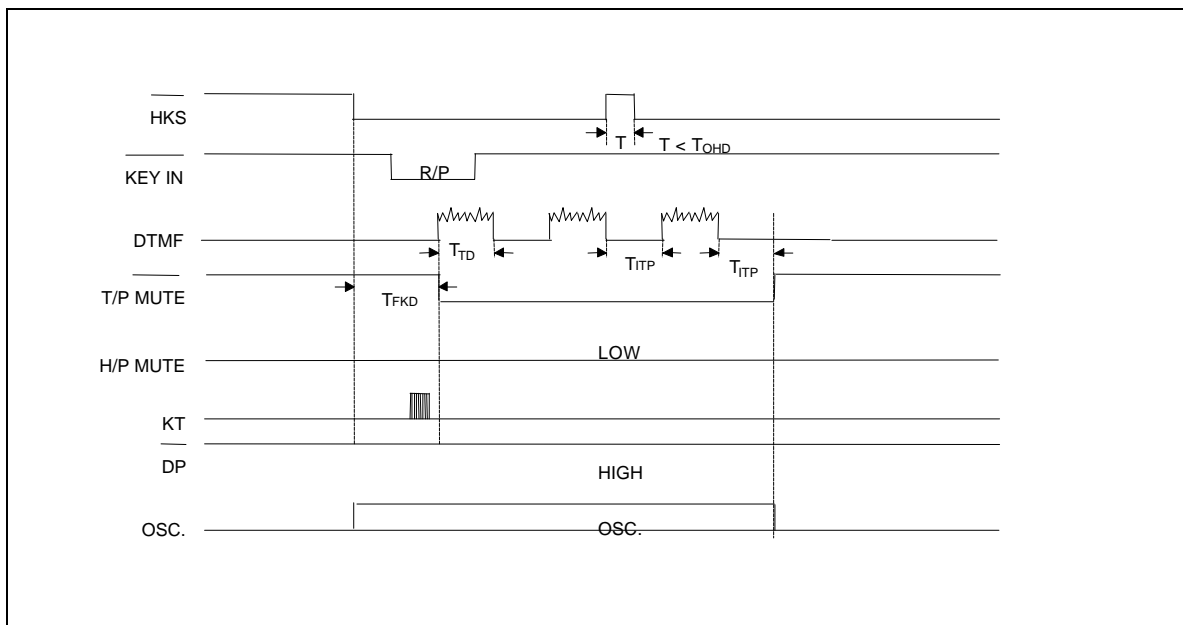 HKS
T T < TOHD
KEY IN
R/P
DTMF
TTD
TITP
TITP
T/P MUTE
TFKD
LOW
H/P MUTE
KT
DP
HIGH
OSC.
OSC.